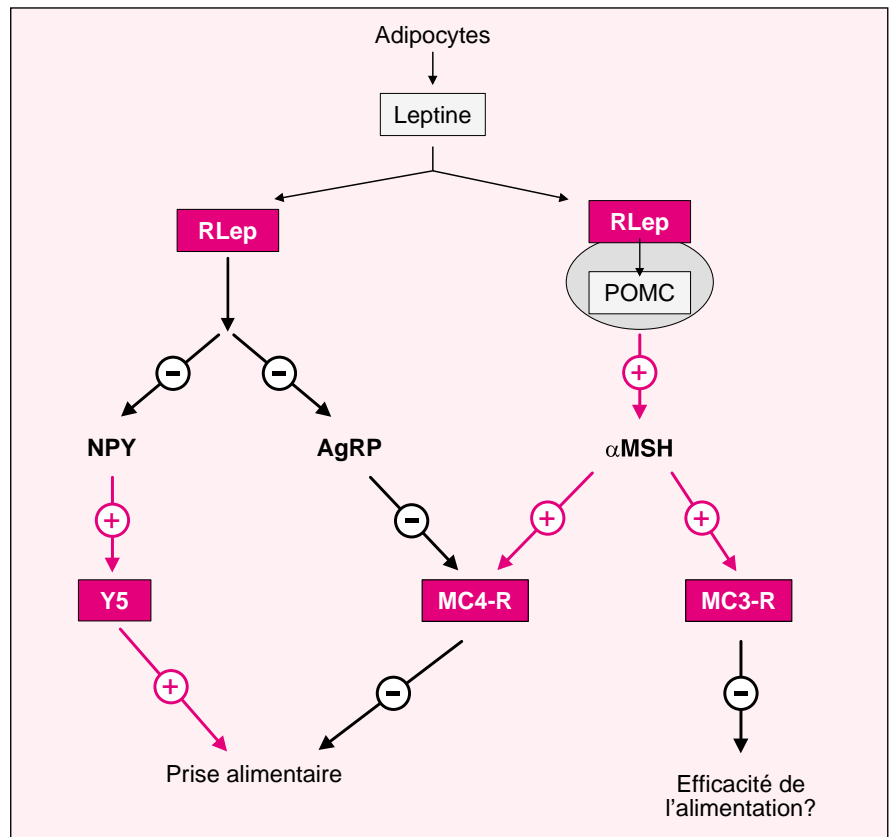 Adipocytes
Leptine
RLep
RLep
POMC
− − +
NPY AgRP αMSH
+ − + +
Y5 MC4-R MC3-R
+ − −
Prise alimentaire
Efficacité de
l'alimentation?